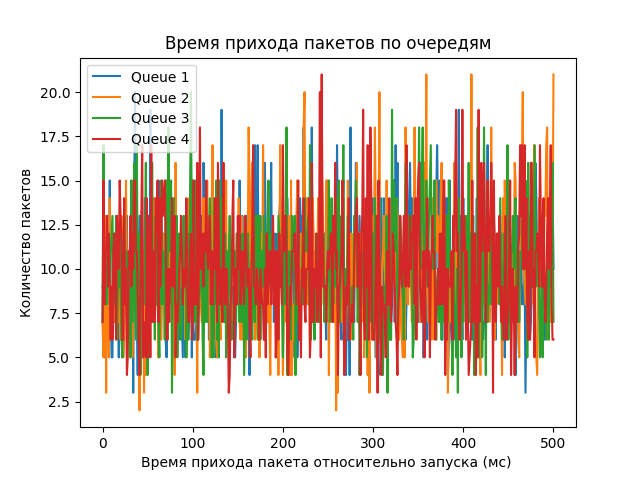 Время прихода пакетов по очередям
Queue 1
Queue 2
Queue 3
Queue 4
Количество пакетов
20.0
17.5
15.0
12.5
10.0
7.5
5.0
2.5
0 100 200 300 400 500
Время прихода пакета относительно запуска (мс)